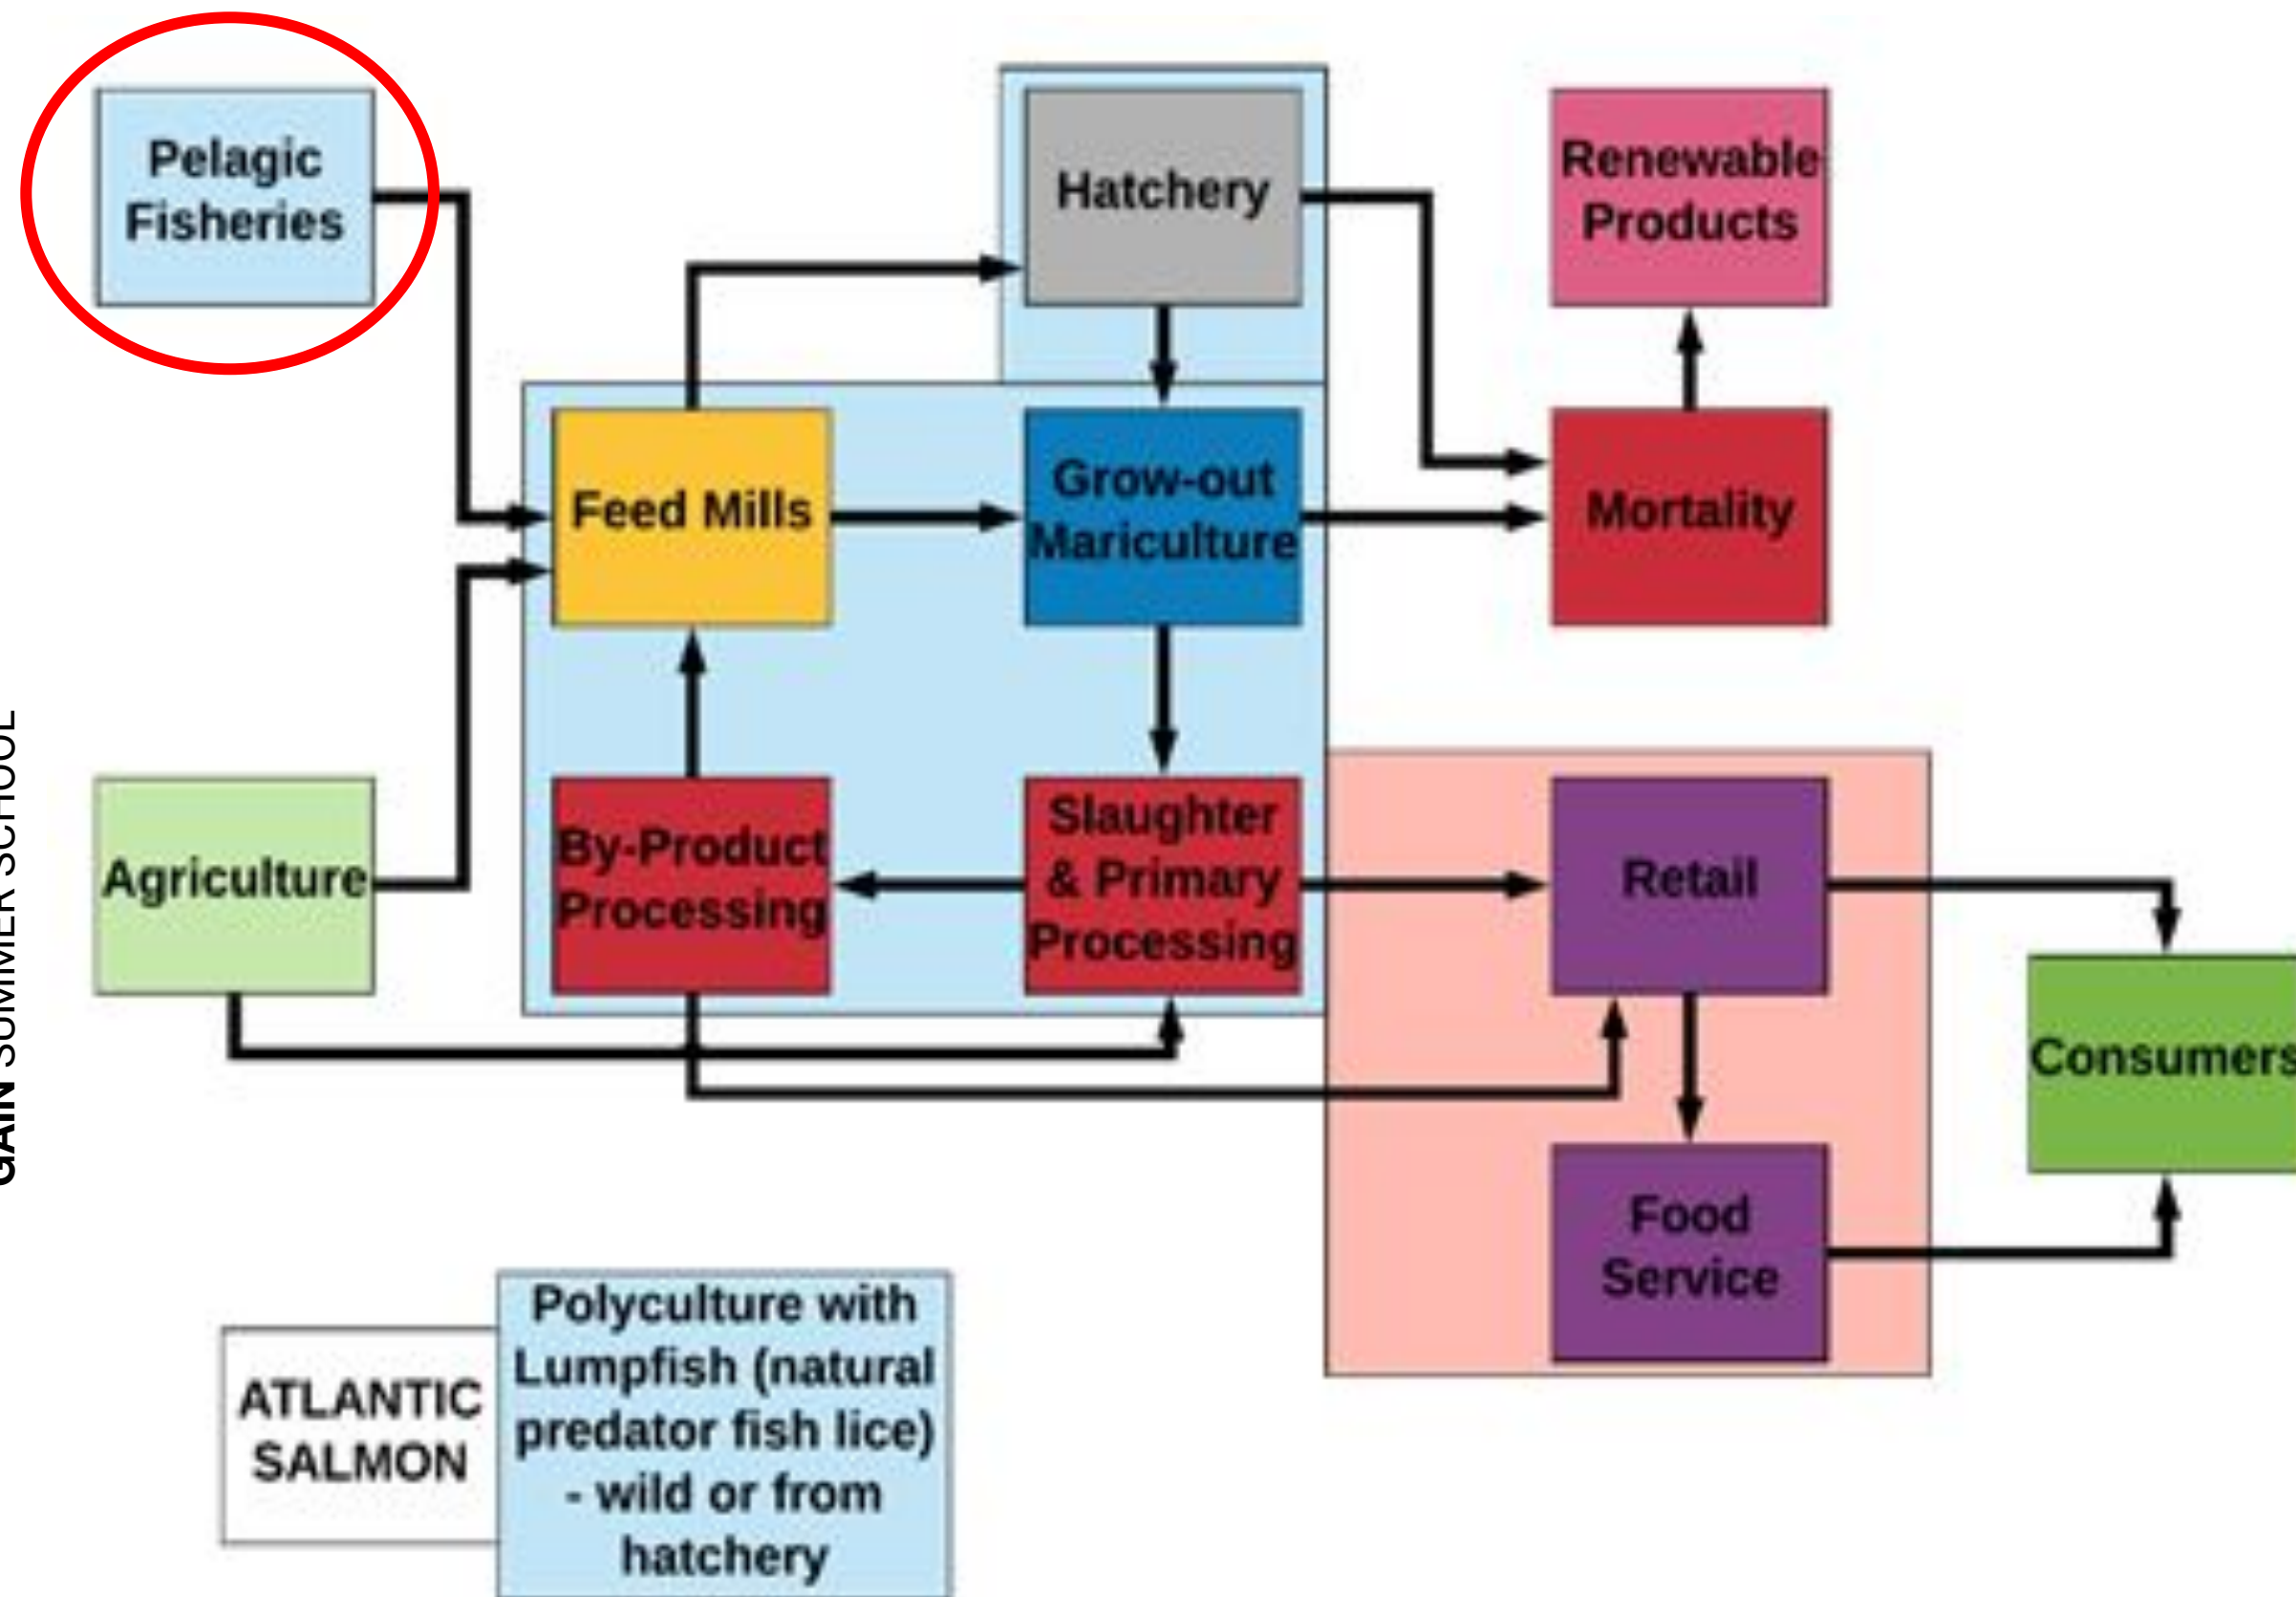 Pelagic
Fisheries
Hatchery
Renewable
Products
Feed Mills
Grow-out
Mariculture
Mortality
Agriculture
By-Product
Processing
Slaughter
& Primary
Processing
Retail
Consumers
Food
Service
ATLANTIC
SALMON
Polyculture with
Lumpfish (natural
predator fish lice)
- wild or from
hatchery
GAIN SUMMER SCHOOL